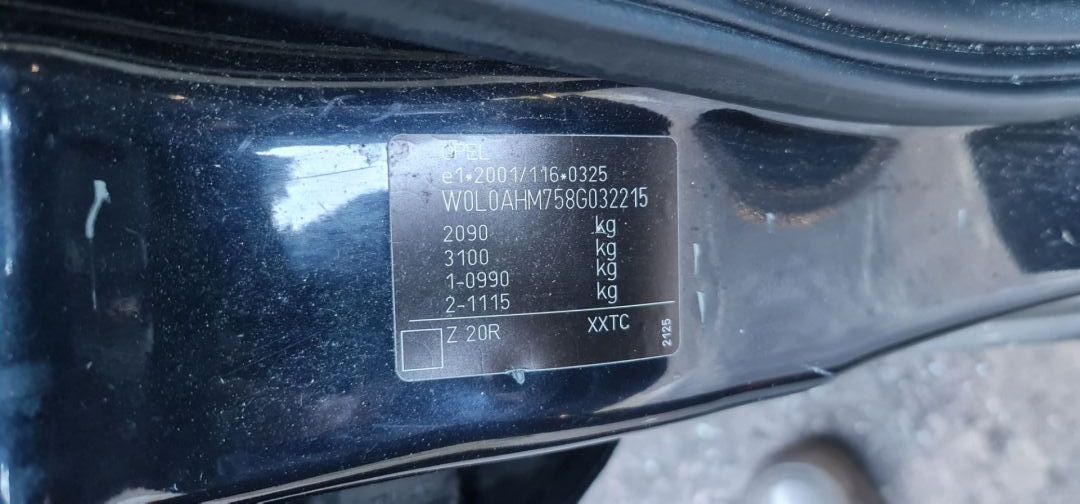 OPEL
e1*2001/116*0325
W0L0AHM758G032215
2090 kg
3100 kg
1-0990 kg
2-1115 kg
Z 20R XXTC
2125